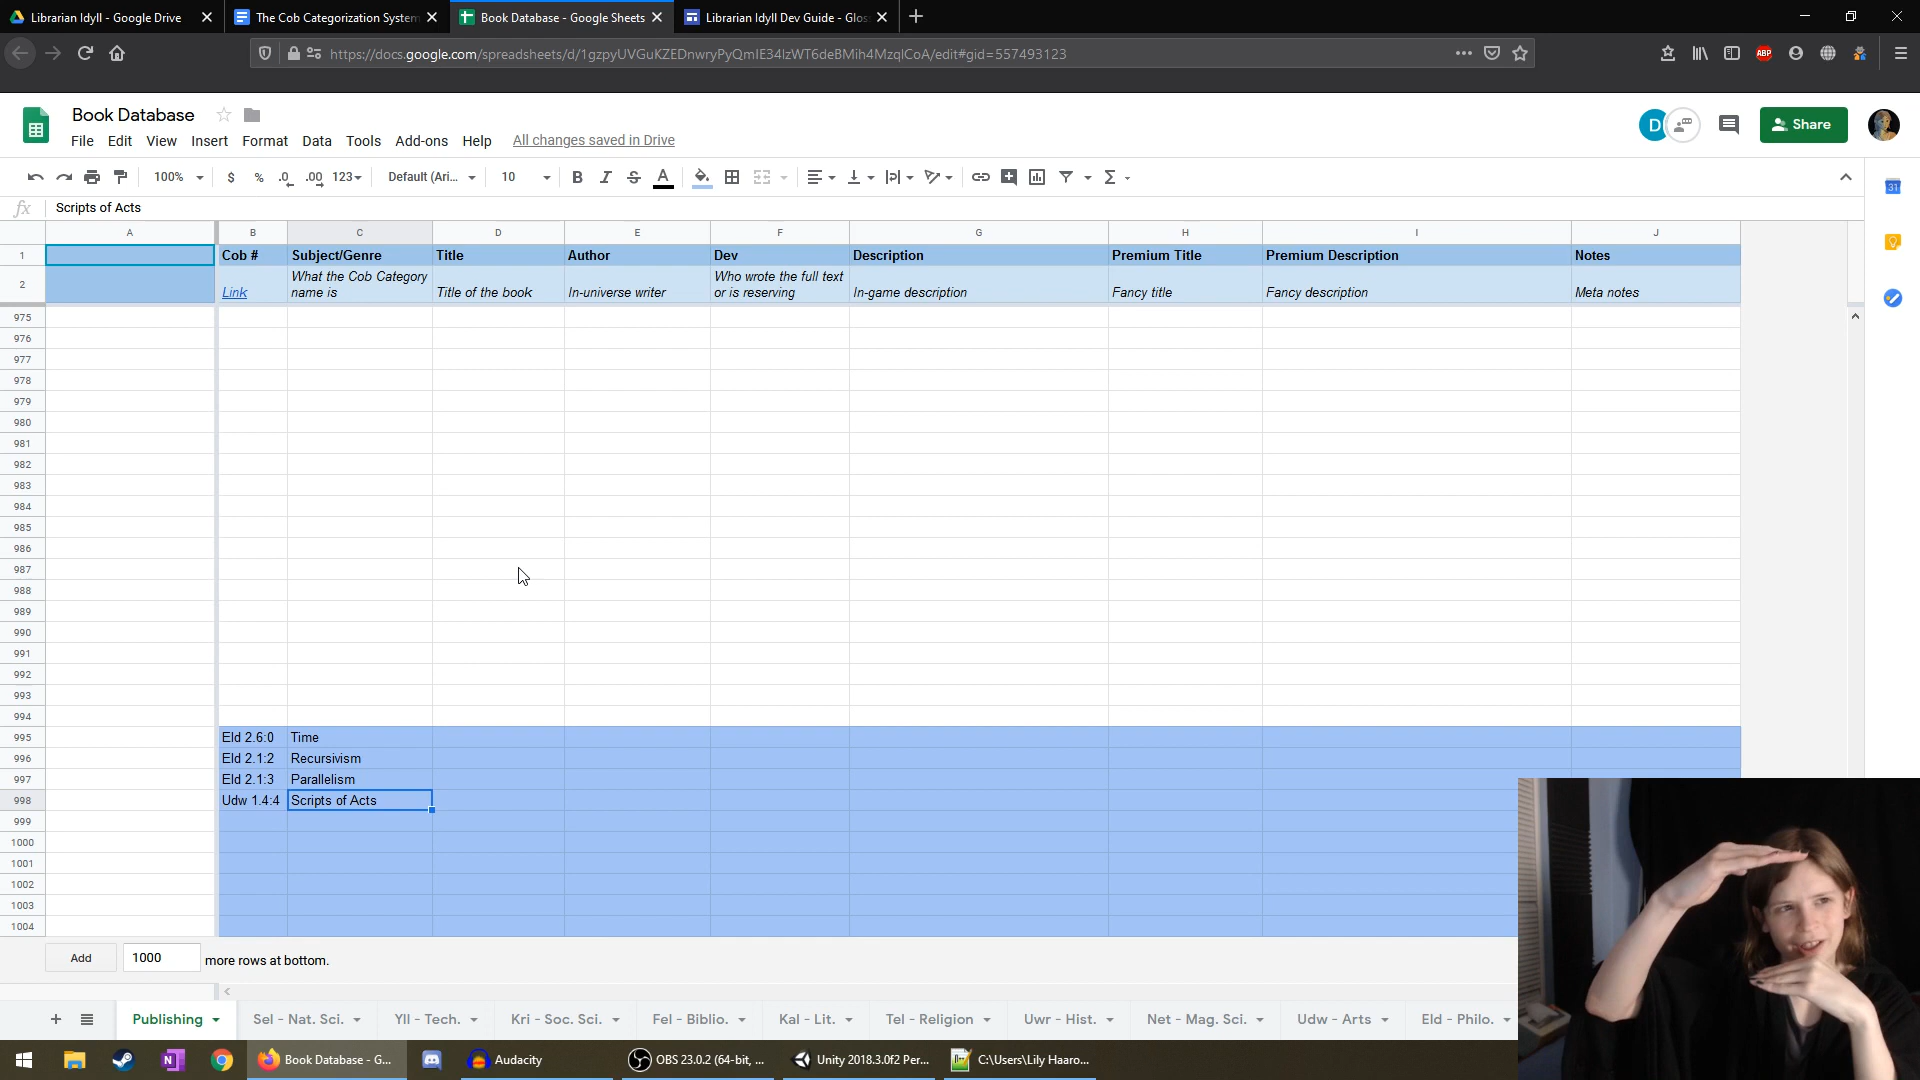 Librarian Idyll - Google Drive
The Cob Categorization System
Book Database - Google Sheets
Librarian Idyll Dev Guide - Glos
https://docs.google.com/spreadsheets/d/1gzpyUVGuKZEDnwryPyQmIE34lzWT6deBMih4MzqlCoA/edit#gid=557493123
ABP
Book Database
File Edit View Insert Format Data Tools Add-ons Help All changes saved in Drive
D
Share
100% $ % .0 .00 123 Default (Ari... 10 B I S A
31
fx Scripts of Acts
A B C D E F G H I J
1 Cob # Subject/Genre Title Author Dev Description Premium Title Premium Description Notes
2 Link What the Cob Category name is Title of the book In-universe writer Who wrote the full text or is reserving In-game description Fancy title Fancy description Meta notes
975
976
977
978
979
980
981
982
983
984
985
986
987
988
989
990
991
992
993
994
995 Eld 2.6:0 Time
996 Eld 2.1:2 Recursivism
997 Eld 2.1:3 Parallelism
998 Udw 1.4:4 Scripts of Acts
999
1000
1001
1002
1003
1004
Add 1000 more rows at bottom.
Publishing Sel - Nat. Sci. Yll - Tech. Kri - Soc. Sci. Fel - Biblio. Kal - Lit. Tel - Religion Uwr - Hist. Net - Mag. Sci. Udw - Arts Eld - Philo.
N Book Database - G... Audacity OBS 23.0.2 (64-bit, ... Unity 2018.3.0f2 Per... C:\Users\Lily Haaro...